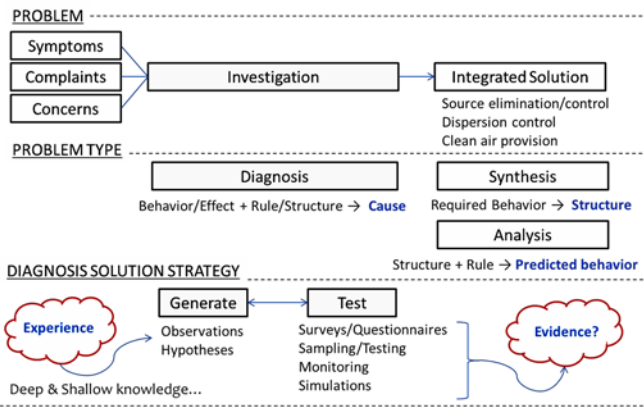 PROBLEM
Symptoms
Complaints
Concerns
Investigation
Integrated Solution
Source elimination/control
Dispersion control
Clean air provision
PROBLEM TYPE
Diagnosis
Behavior/Effect + Rule/Structure → Cause
Synthesis
Required Behavior → Structure
Analysis
Structure + Rule → Predicted behavior
DIAGNOSIS SOLUTION STRATEGY
Experience
Deep & Shallow knowledge...
Generate
Observations
Hypotheses
Test
Surveys/Questionnaires
Sampling/Testing
Monitoring
Simulations
Evidence?